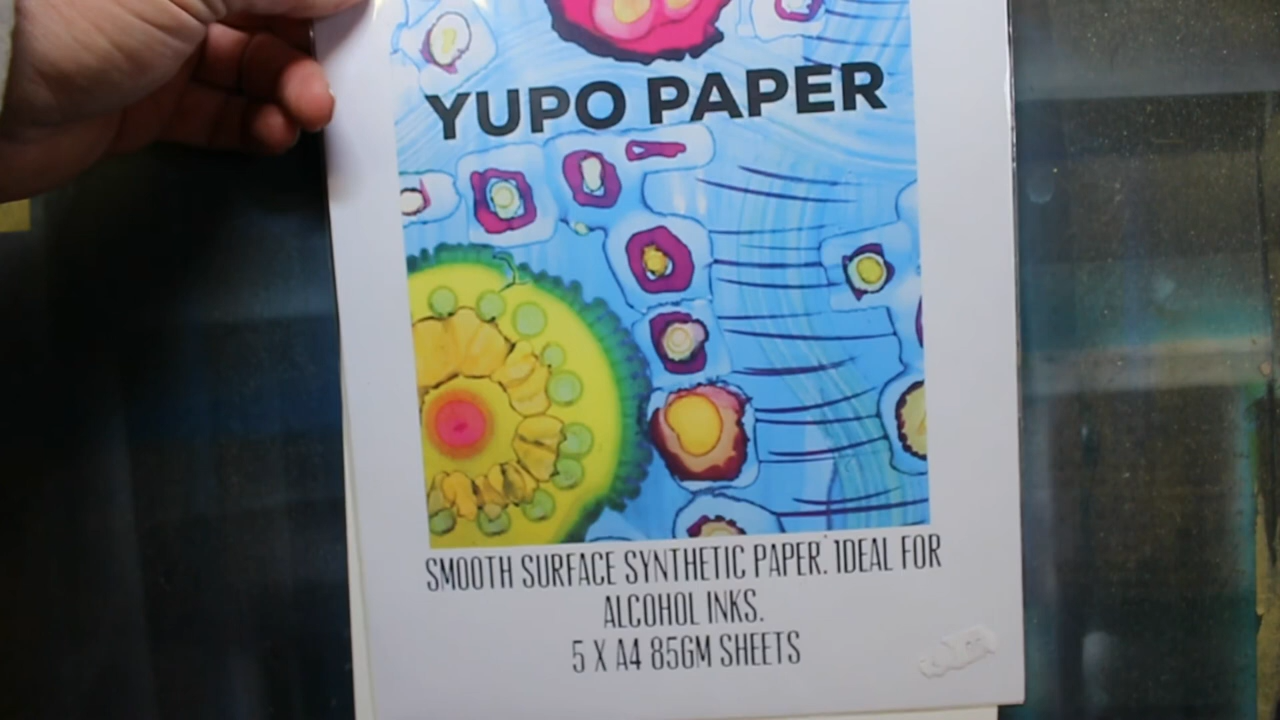 YUPO PAPER
SMOOTH SURFACE SYNTHETIC PAPER. IDEAL FOR
ALCOHOL INKS.
5 X A4 85GM SHEETS